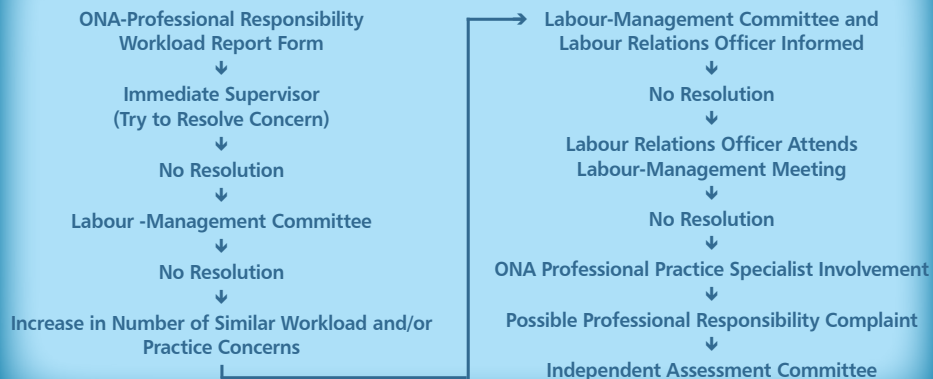 ONA-Professional Responsibility
Workload Report Form
Immediate Supervisor
(Try to Resolve Concern)
No Resolution
Labour -Management Committee
No Resolution
Increase in Number of Similar Workload and/or
Practice Concerns
Labour-Management Committee and
Labour Relations Officer Informed
No Resolution
Labour Relations Officer Attends
Labour-Management Meeting
No Resolution
ONA Professional Practice Specialist Involvement
Possible Professional Responsibility Complaint
Independent Assessment Committee